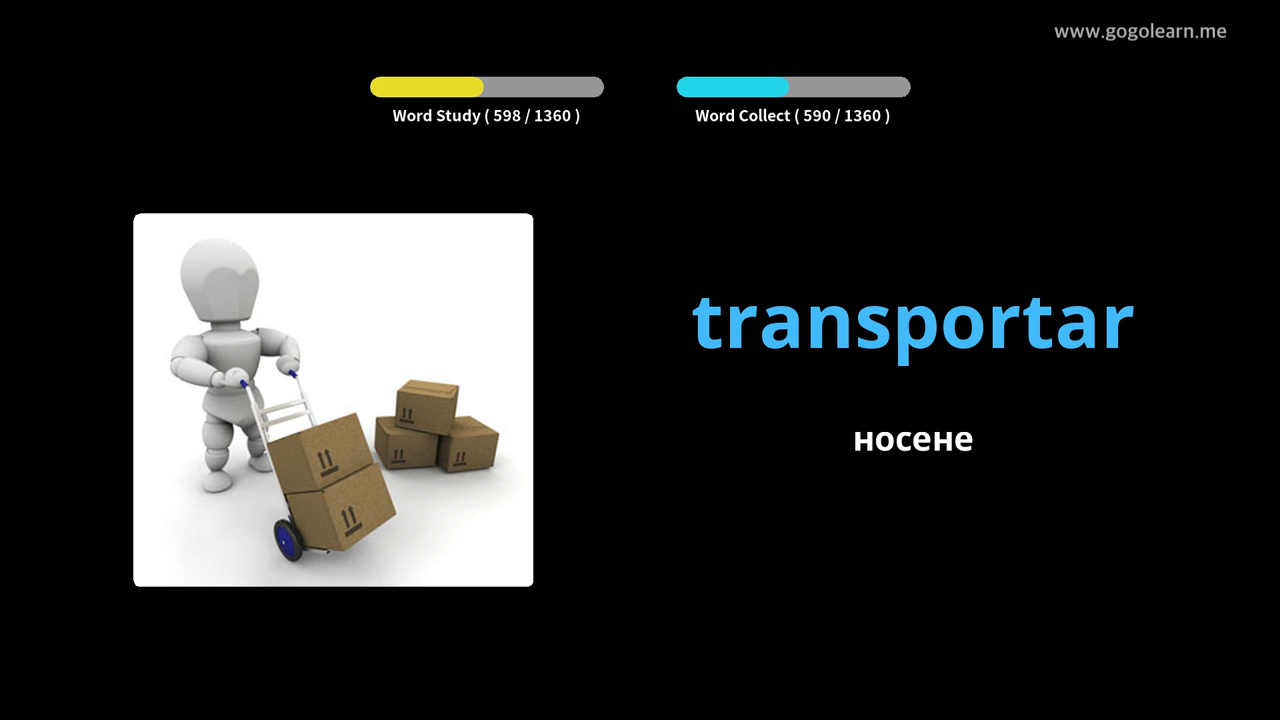 www.gogolearn.me
Word Study ( 598 / 1360 )
Word Collect ( 590 / 1360 )
transportar
носене